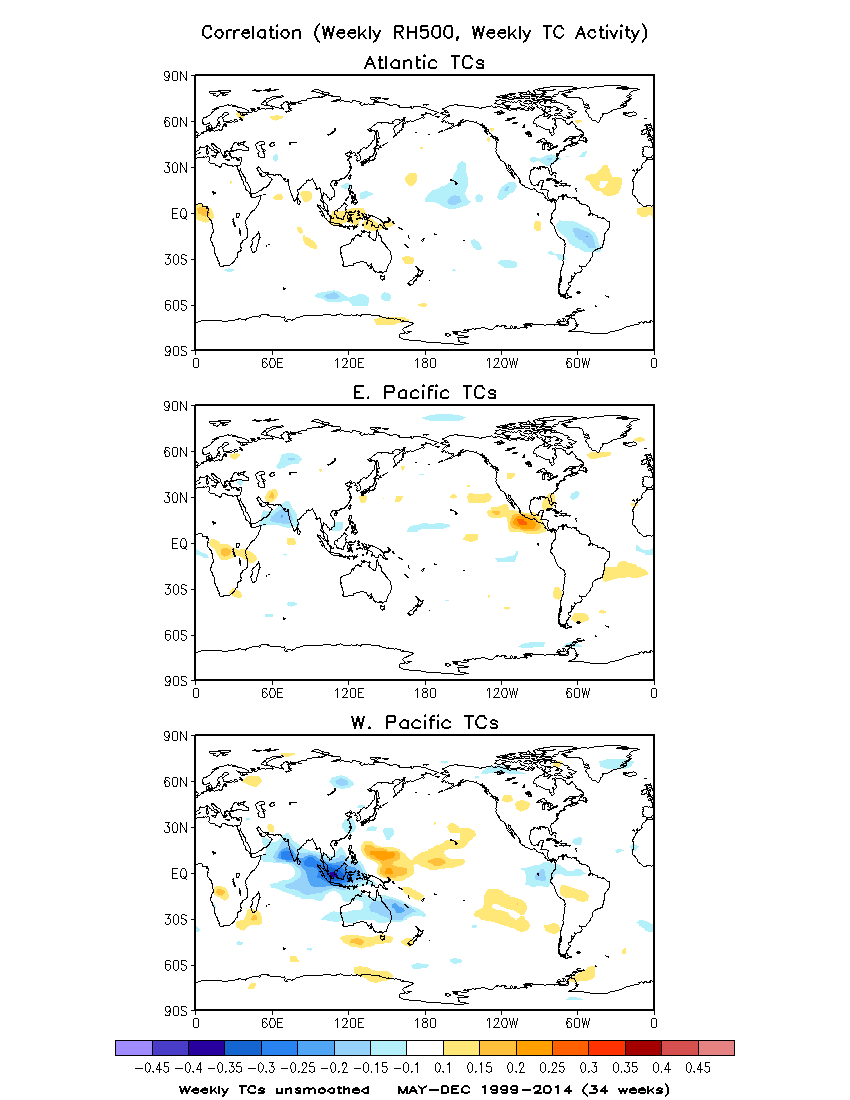 Correlation (Weekly RH500, Weekly TC Activity)
Atlantic TCs
90N
60N
30N
EQ
30S
60S
90S
0 60E 120E 180 120W 60W 0
E. Pacific TCs
90N
60N
30N
EQ
30S
60S
90S
0 60E 120E 180 120W 60W 0
W. Pacific TCs
90N
60N
30N
EQ
30S
60S
90S
0 60E 120E 180 120W 60W 0
-0.45 -0.4 -0.35 -0.3 -0.25 -0.2 -0.15 -0.1 0.1 0.15 0.2 0.25 0.3 0.35 0.4 0.45
Weekly TCs unsmoothed MAY-DEC 1999-2014 (34 weeks)